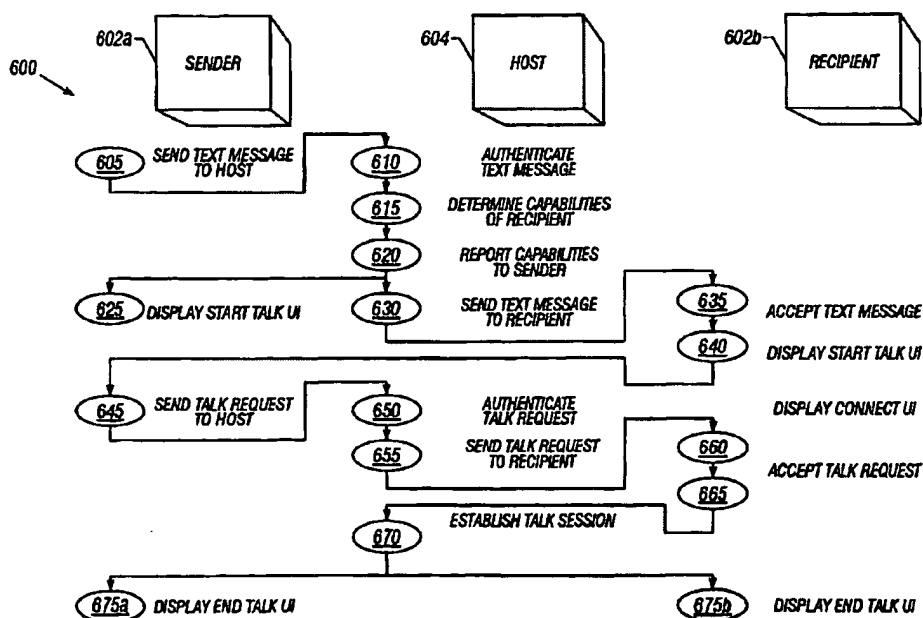 602a
SENDER
604
HOST
602b
RECIPIENT
600
605
SEND TEXT MESSAGE
TO HOST
610
AUTHENTICATE
TEXT MESSAGE
615
DETERMINE CAPABILITIES
OF RECIPIENT
620
REPORT CAPABILITIES
TO SENDER
625
DISPLAY START TALK UI
630
SEND TEXT MESSAGE
TO RECIPIENT
635
ACCEPT TEXT MESSAGE
640
DISPLAY START TALK UI
645
SEND TALK REQUEST
TO HOST
650
AUTHENTICATE
TALK REQUEST
DISPLAY CONNECT UI
655
SEND TALK REQUEST
TO RECIPIENT
660
ACCEPT TALK REQUEST
665
ESTABLISH TALK SESSION
670
675a
DISPLAY END TALK UI
675b
DISPLAY END TALK UI